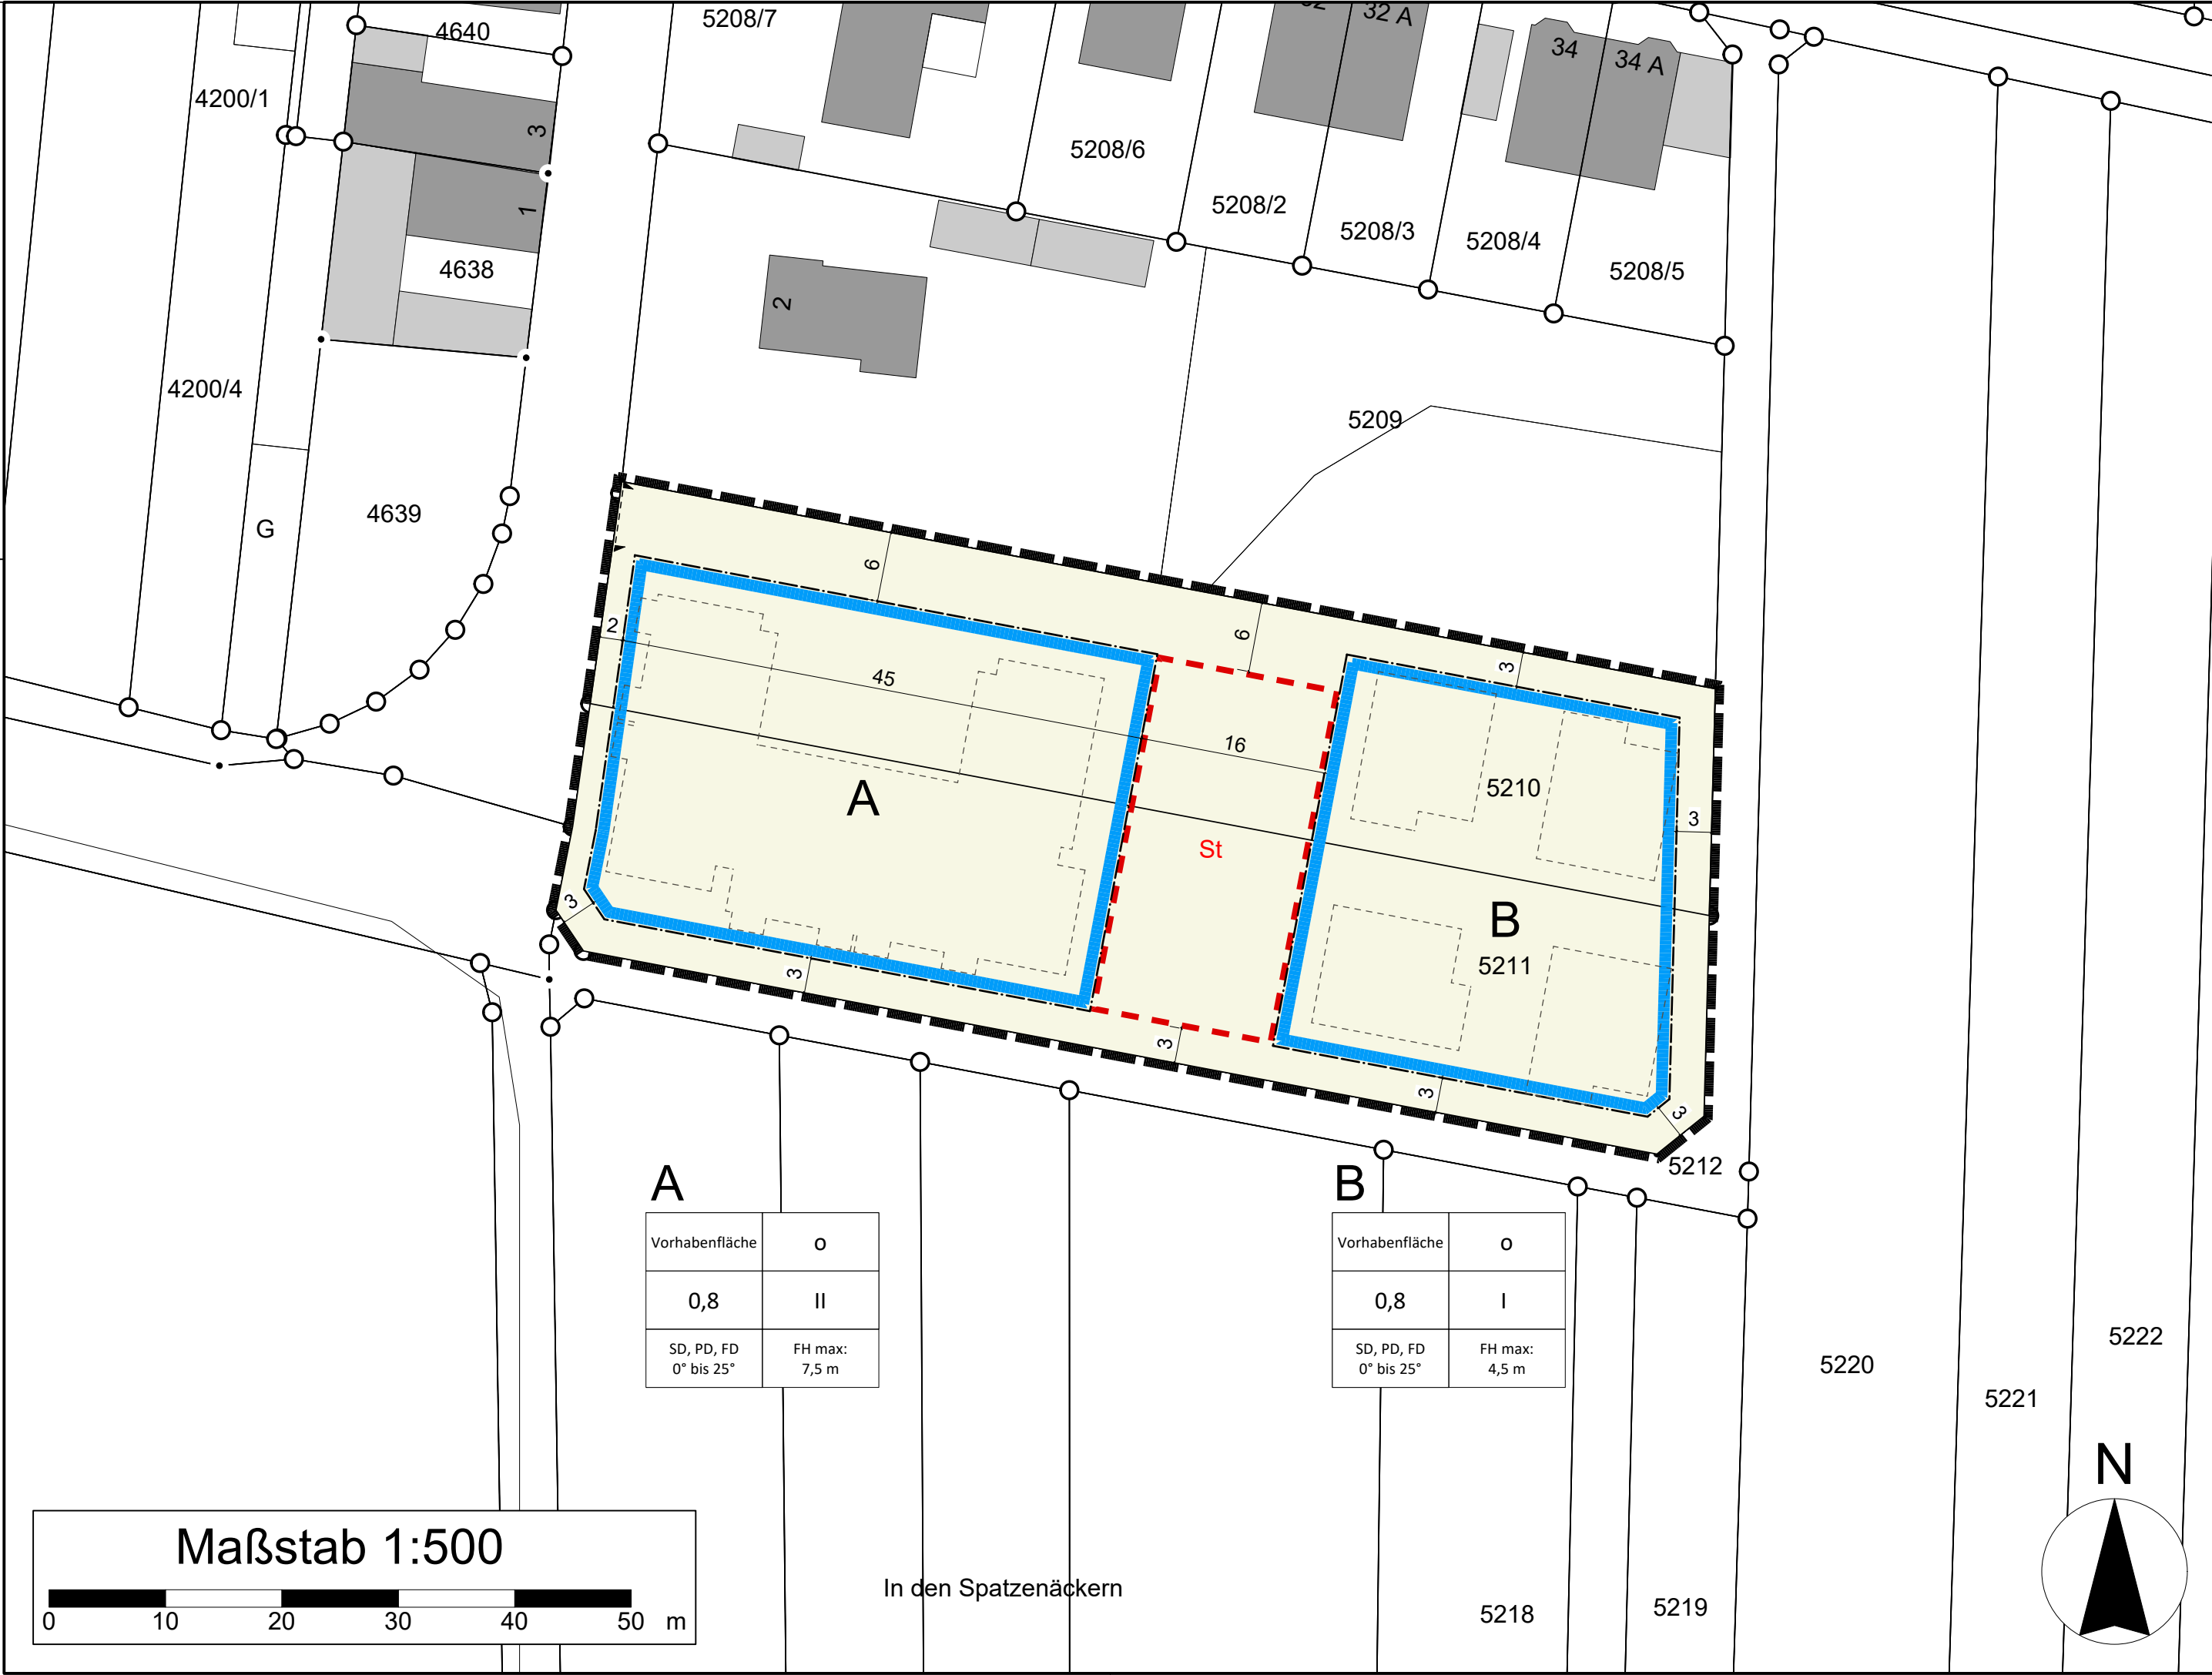 5208/7
32 A
4640
34
34 A
4200/1
3
5208/6
1
5208/2
5208/3
5208/4
4638
5208/5
2
4200/4
5209
4639
G
6
2
6
3
45
16
5210
A
3
St
3
B
5211
3
3
3
3
5212
A
Vorhabenfläche
o
0,8
II
SD, PD, FD
0° bis 25°
FH max:
7,5 m
B
Vorhabenfläche
o
0,8
I
SD, PD, FD
0° bis 25°
FH max:
4,5 m
5222
5220
5221
N
Maßstab 1:500
0 10 20 30 40 50 m
In den Spatzenäckern
5218
5219